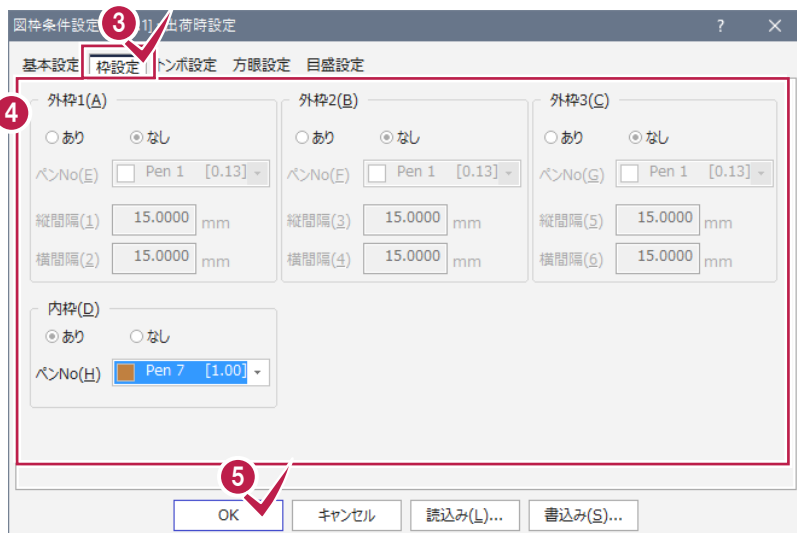 3
図枠条件設定 1] 出荷時設定 ? ×
基本設定 枠設定 トンボ設定 方眼設定 目盛設定
4
外枠1(A) 外枠2(B) 外枠3(C)
あり なし あり なし あり なし
ペンNo(E) Pen 1 [0.13] ペンNo(F) Pen 1 [0.13] ペンNo(G) Pen 1 [0.13]
縦間隔(1) 15.0000 mm 縦間隔(3) 15.0000 mm 縦間隔(5) 15.0000 mm
横間隔(2) 15.0000 mm 横間隔(4) 15.0000 mm 横間隔(6) 15.0000 mm
内枠(D)
あり なし
ペンNo(H) Pen 7 [1.00]
5
OK キャンセル 読込み(L)... 書込み(S)...